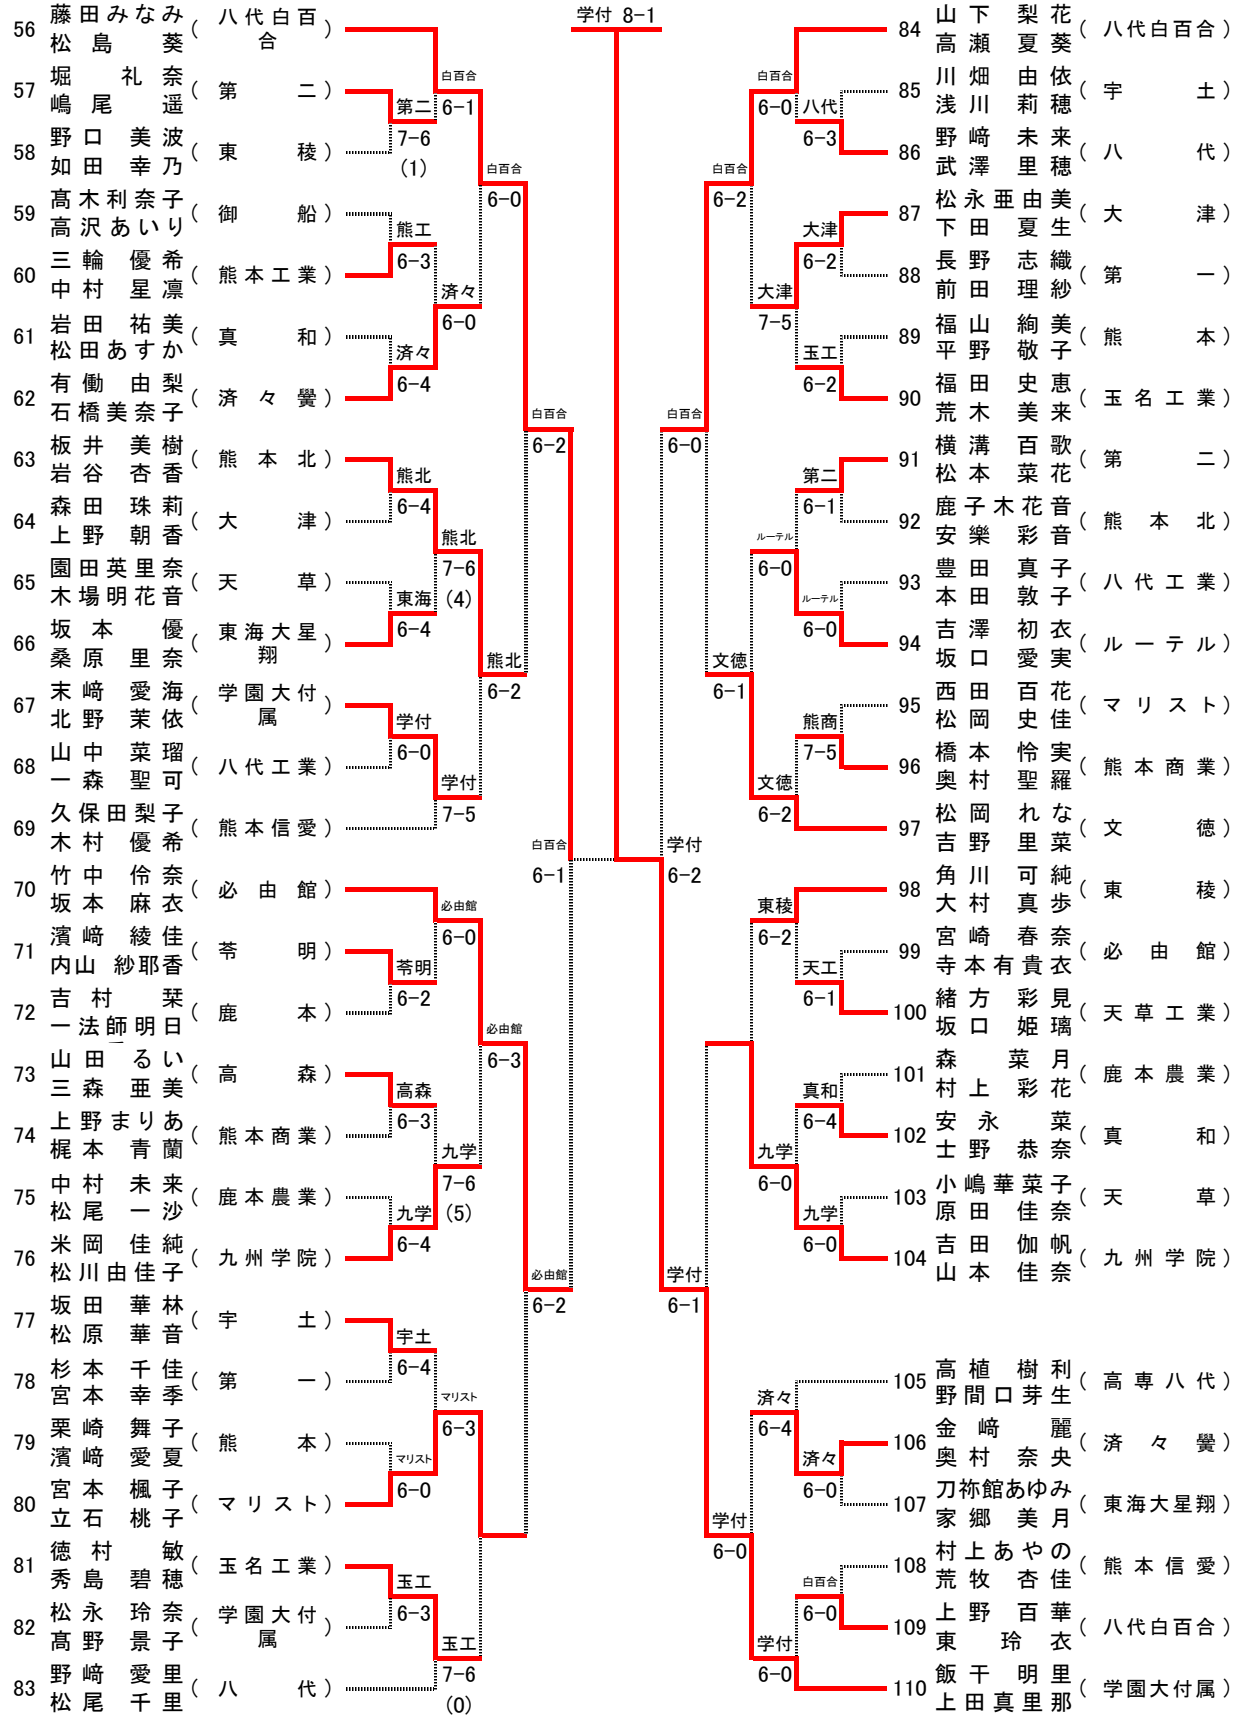 学付 8-1
56 藤田みなみ 松島 葵 ( 八代白百合 )
57 堀 礼奈 嶋尾 遥 ( 第二 )
58 野口 美波 如田 幸乃 ( 東稜 )
59 髙木利奈子 高沢あいり ( 御船 )
60 三輪 優希 中村 星凛 ( 熊本工業 )
61 岩田 祐美 松田あすか ( 真和 )
62 有働 由梨 石橋美奈子 ( 済々黌 )
63 板井 美樹 岩谷 杏香 ( 熊本北 )
64 森田 珠莉 上野 朝香 ( 大津 )
65 園田英里奈 木場明花音 ( 天草 )
66 坂本 優 桑原 里奈 ( 東海大星翔 )
67 末﨑 愛海 北野 茉依 ( 学園大付属 )
68 山中 菜瑠 一森 聖可 ( 八代工業 )
69 久保田梨子 木村 優希 ( 熊本信愛 )
70 竹中 伶奈 坂本 麻衣 ( 必由館 )
71 濱﨑 綾佳 内山 紗耶香 ( 苓明 )
72 吉村 栞 一法師明日 ( 鹿本 )
73 山田 るい 三森 亜美 ( 高森 )
74 上野まりあ 梶本 青蘭 ( 熊本商業 )
75 中村 未来 松尾 一沙 ( 鹿本農業 )
76 米岡 佳純 松川由佳子 ( 九州学院 )
77 坂田 華林 松原 華音 ( 宇土 )
78 杉本 千佳 宮本 幸季 ( 第一 )
79 栗崎 舞子 濱﨑 愛夏 ( 熊本 )
80 宮本 楓子 立石 桃子 ( マリスト )
81 徳村 敏 秀島 碧穂 ( 玉名工業 )
82 松永 玲奈 髙野 景子 ( 学園大付属 )
83 野﨑 愛里 松尾 千里 ( 八代 )
第二 7-6 (1)
熊工 6-3
済々 6-4
熊北 6-4
東海 6-4
学付 6-0
苓明 6-2
高森 6-3
九学 6-4
宇土 6-4
マリスト 6-0
玉工 6-3
白百合 6-1
済々 6-0
熊北 7-6 (4)
学付 7-5
必由館 6-0
九学 7-6 (5)
マリスト 6-3
玉工 7-6 (0)
白百合 6-0
熊北 6-2
必由館 6-3
白百合 6-2
必由館 6-2
白百合 6-1
学付 6-2
白百合 6-0
学付 6-1
白百合 6-2
文徳 6-1
学付 6-0
白百合 6-0
大津 7-5
ルーテル 6-0
文徳 6-2
東稜 6-2
九学 6-0
済々 6-4
学付 6-0
八代 6-3
大津 6-2
玉工 6-2
第二 6-1
ルーテル 6-0
熊商 7-5
天工 6-1
真和 6-4
九学 6-0
済々 6-0
白百合 6-0
84 山下 梨花 高瀬 夏葵 ( 八代白百合 )
85 川畑 由依 浅川 莉穂 ( 宇土 )
86 野﨑 未来 武澤 里穂 ( 八代 )
87 松永亜由美 下田 夏生 ( 大津 )
88 長野 志織 前田 理紗 ( 第一 )
89 福山 絢美 平野 敬子 ( 熊本 )
90 福田 史恵 荒木 美来 ( 玉名工業 )
91 横溝 百歌 松本 菜花 ( 第二 )
92 鹿子木花音 安樂 彩音 ( 熊本北 )
93 豊田 真子 本田 敦子 ( 八代工業 )
94 吉澤 初衣 坂口 愛実 ( ルーテル )
95 西田 百花 松岡 史佳 ( マリスト )
96 橋本 怜実 奥村 聖羅 ( 熊本商業 )
97 松岡 れな 吉野 里菜 ( 文徳 )
98 角川 可純 大村 真歩 ( 東稜 )
99 宮崎 春奈 寺本有貴衣 ( 必由館 )
100 緒方 彩見 坂口 姫璃 ( 天草工業 )
101 森 菜月 村上 彩花 ( 鹿本農業 )
102 安永 菜 士野 恭奈 ( 真和 )
103 小嶋華菜子 原田 佳奈 ( 天草 )
104 吉田 伽帆 山本 佳奈 ( 九州学院 )
105 高植 樹利 野間口芽生 ( 高専八代 )
106 金﨑 麗 奥村 奈央 ( 済々黌 )
107 刀祢館あゆみ 家郷 美月 ( 東海大星翔 )
108 村上あやの 荒牧 杏佳 ( 熊本信愛 )
109 上野 百華 東 玲衣 ( 八代白百合 )
110 飯干 明里 上田真里那 ( 学園大付属 )